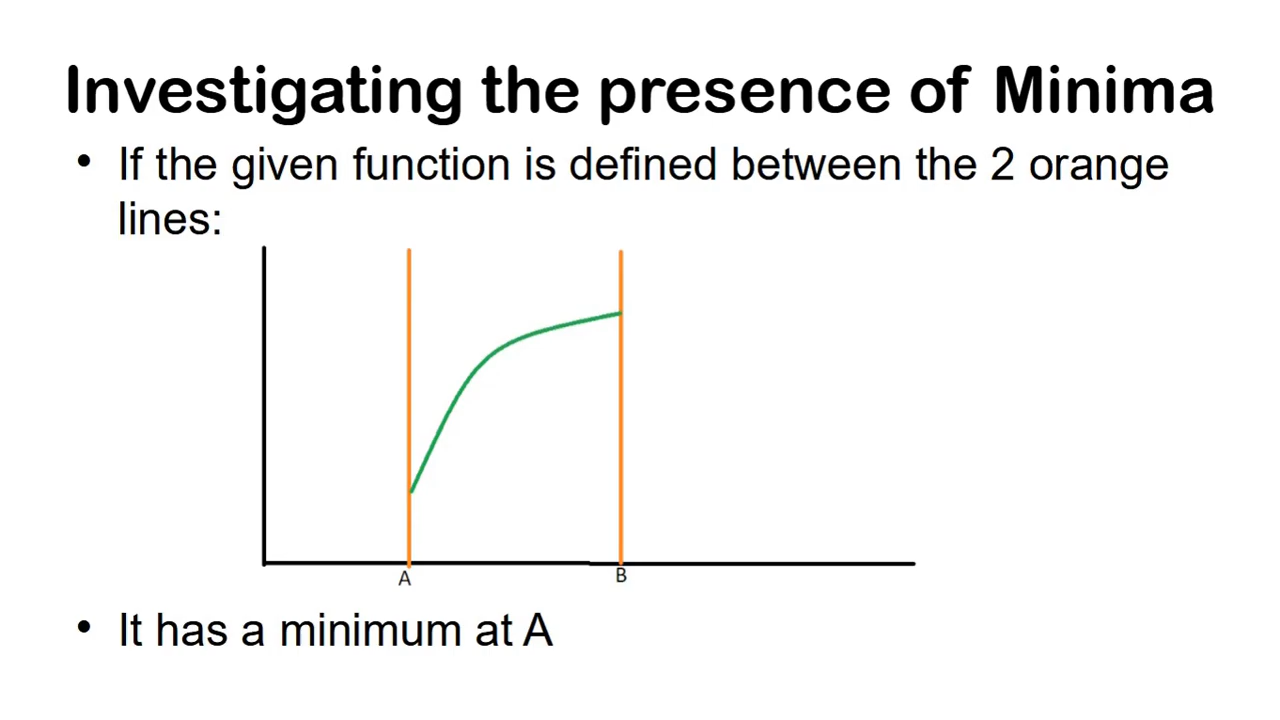 Investigating the presence of Minima
• If the given function is defined between the 2 orange
lines:
A
B
• It has a minimum at A